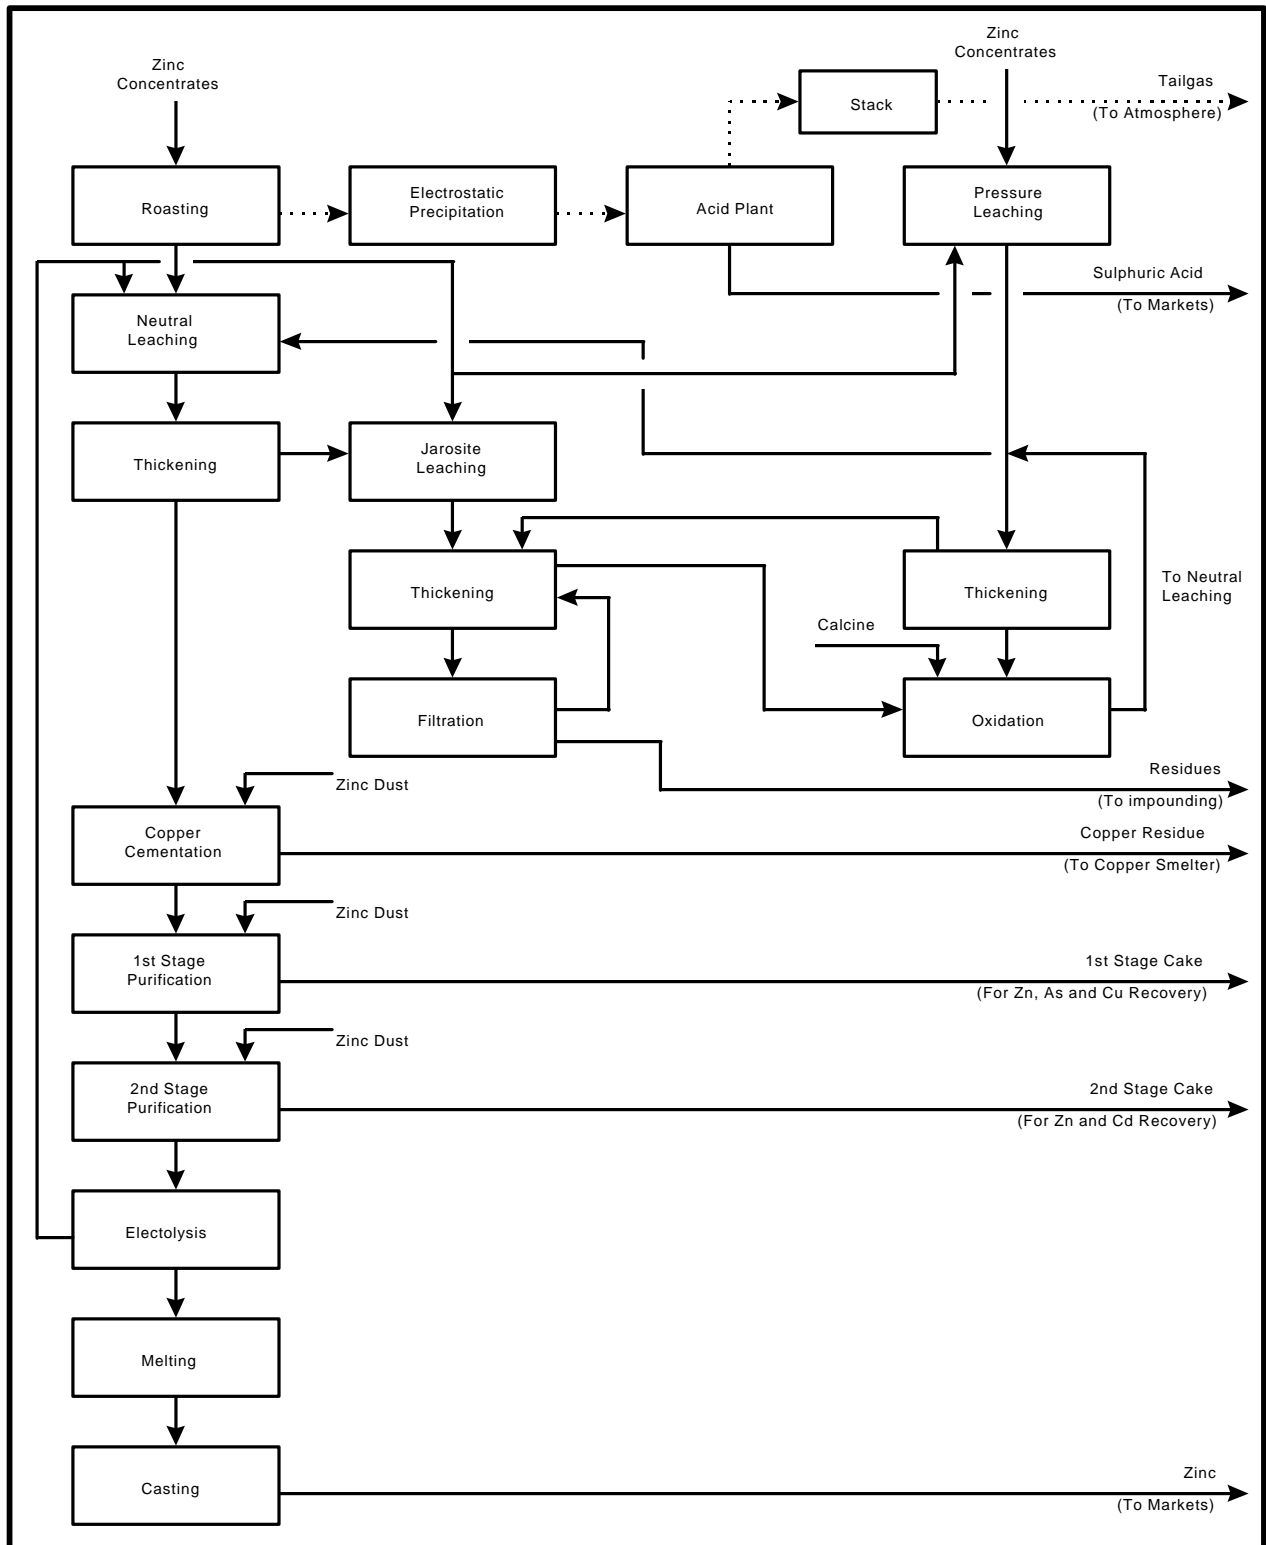 Zinc
Concentrates
Zinc
Concentrates
Stack
Tailgas
(To Atmosphere)
Roasting
Electrostatic
Precipitation
Acid Plant
Pressure
Leaching
Sulphuric Acid
(To Markets)
Neutral
Leaching
Thickening
Jarosite
Leaching
Thickening
Thickening
To Neutral
Leaching
Calcine
Filtration
Oxidation
Residues
(To impounding)
Zinc Dust
Copper
Cementation
Copper Residue
(To Copper Smelter)
Zinc Dust
1st Stage
Purification
1st Stage Cake
(For Zn, As and Cu Recovery)
Zinc Dust
2nd Stage
Purification
2nd Stage Cake
(For Zn and Cd Recovery)
Electolysis
Melting
Casting
Zinc
(To Markets)